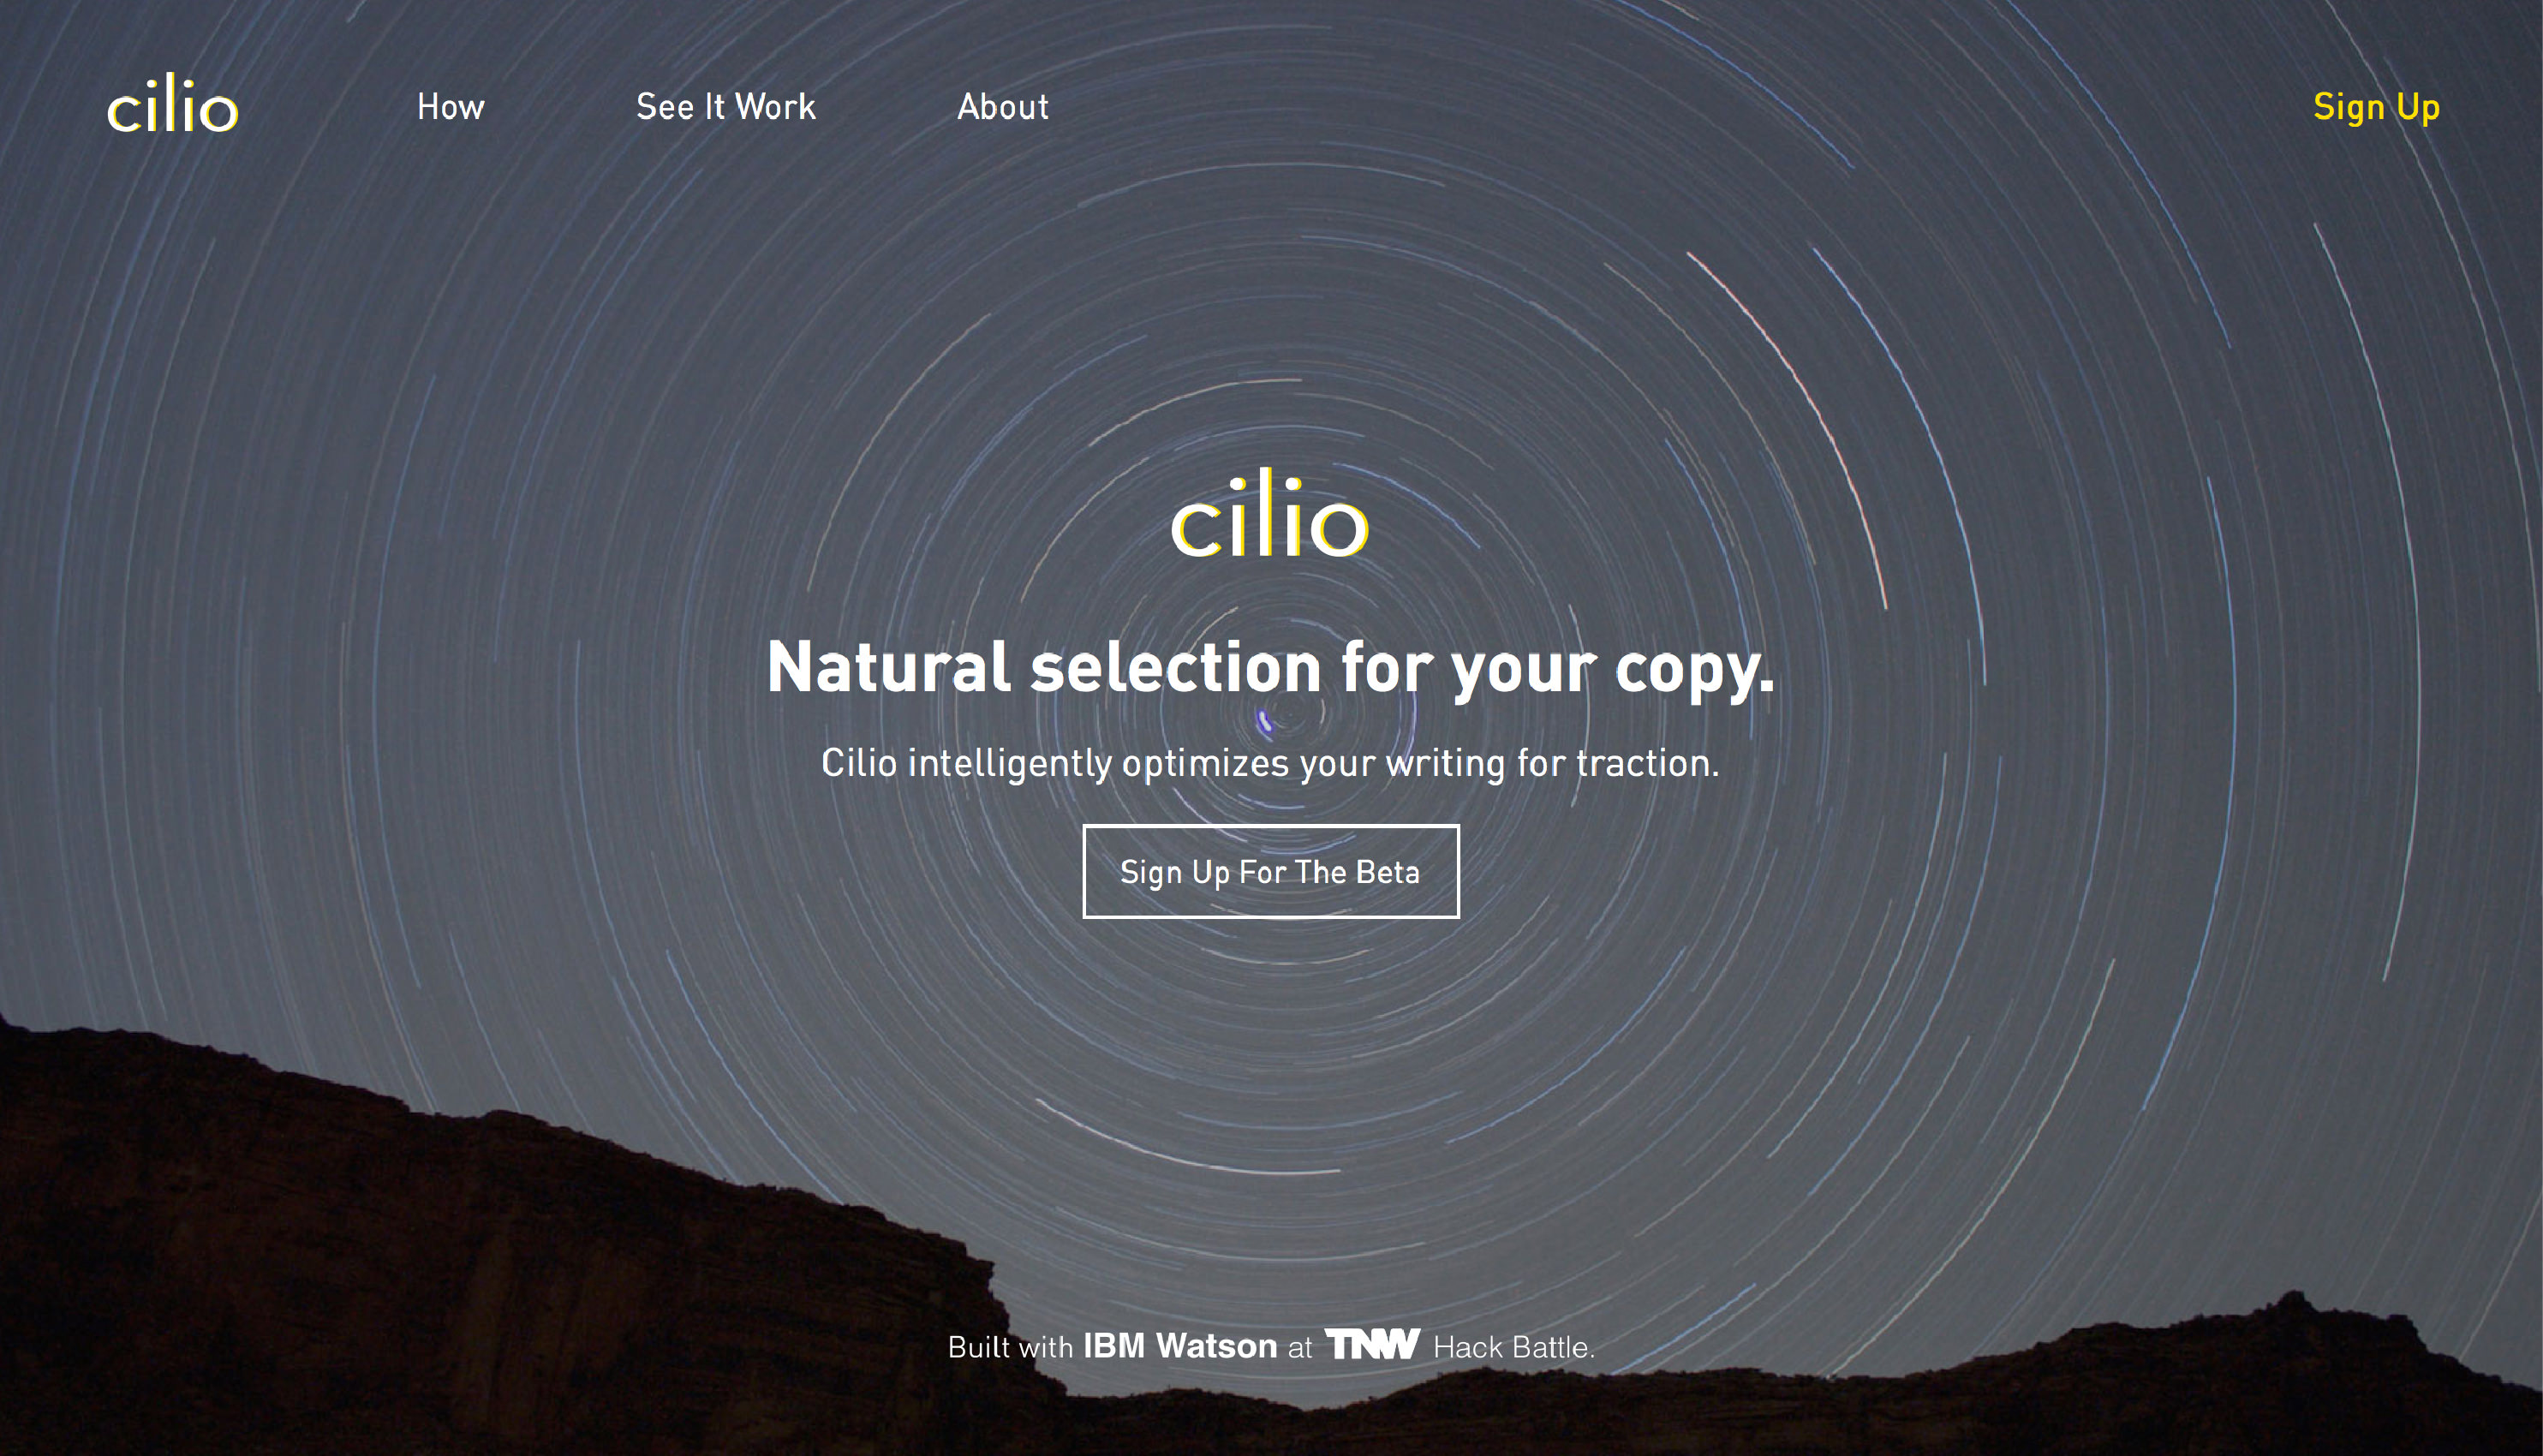 cilio How See It Work About Sign Up
cilio
Natural selection for your copy.
Cilio intelligently optimizes your writing for traction.
Sign Up For The Beta
Built with IBM Watson at TNW Hack Battle.